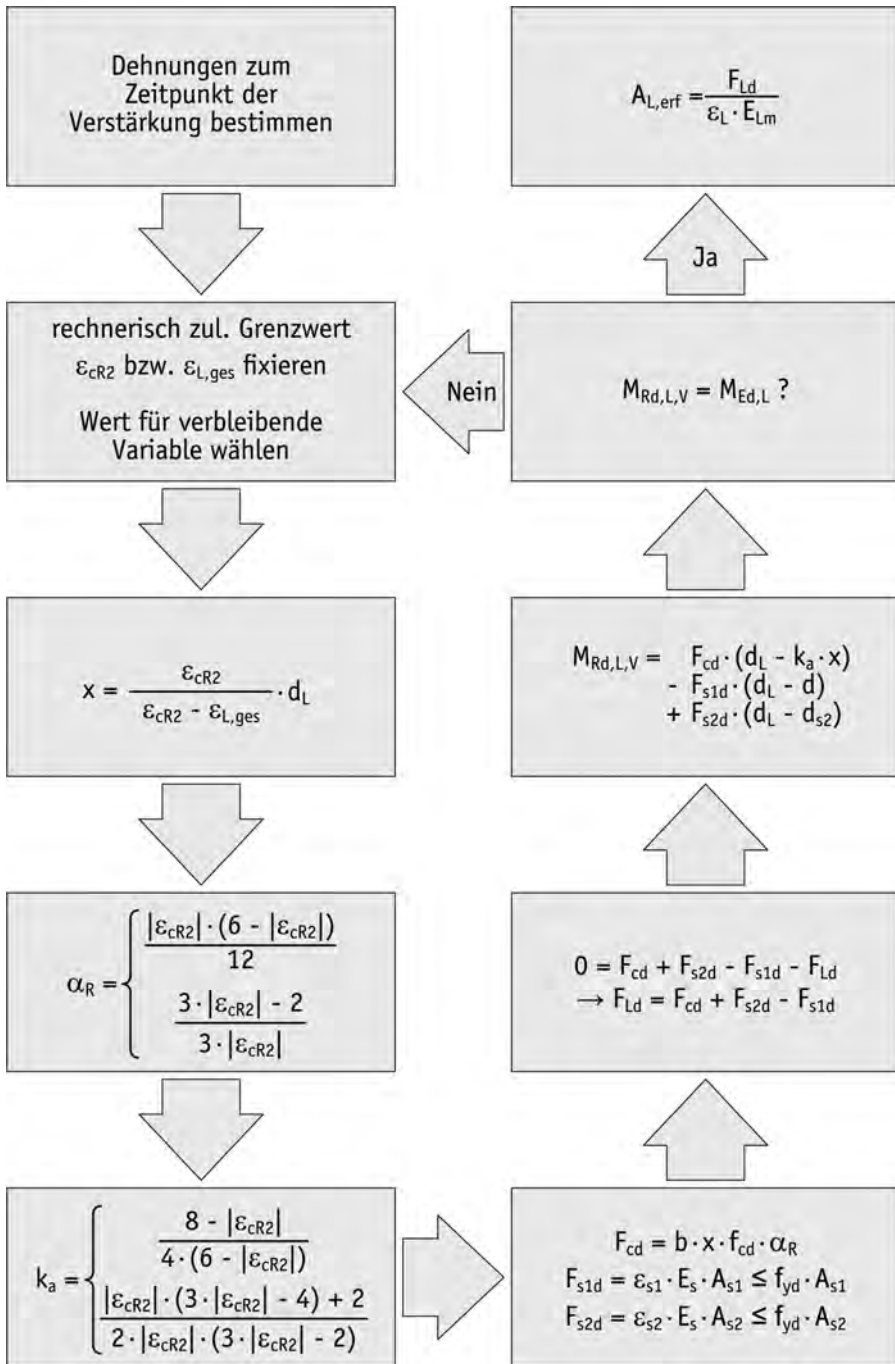 Dehnungen zum
Zeitpunkt der
Verstärkung bestimmen
rechnerisch zul. Grenzwert
εcR2 bzw. εL,ges fixieren
Wert für verbleibende
Variable wählen
x = εcR2 / (εcR2 - εL,ges) · dL
αR = { |εcR2| · (6 - |εcR2|) / 12
(3 · |εcR2| - 2) / (3 · |εcR2|)
ka = { (8 - |εcR2|) / (4 · (6 - |εcR2|))
(|εcR2| · (3 · |εcR2| - 4) + 2) / (2 · |εcR2| · (3 · |εcR2| - 2))
Fcd = b · x · fcd · αR
Fs1d = εs1 · Es · As1 ≤ fyd · As1
Fs2d = εs2 · Es · As2 ≤ fyd · As2
0 = Fcd + Fs2d - Fs1d - FLd
→ FLd = Fcd + Fs2d - Fs1d
MRd,L,V = Fcd · (dL - ka · x)
- Fs1d · (dL - d)
+ Fs2d · (dL - ds2)
MRd,L,V = MEd,L ?
Nein
Ja
AL,erf = FLd / (εL · ELm)